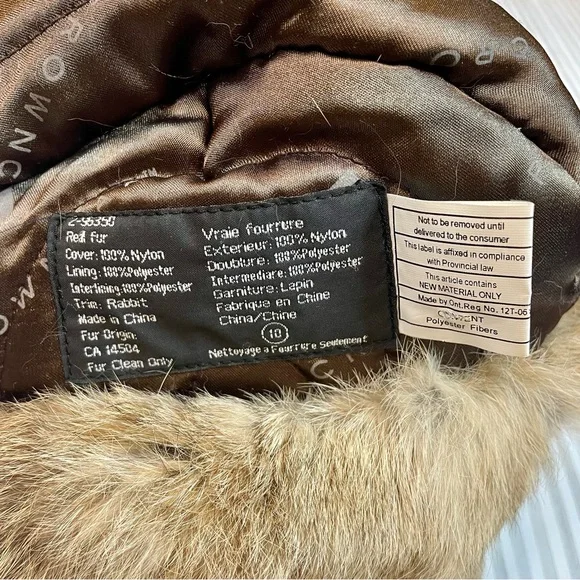 CROWNC
CRC
2-56350
Real fur
Cover: 100% Nylon
Lining: 100%Polyester
Interlining: 100%Polyester
Trim: Rabbit
Made in China
Fur Origin:
CA 14504
Fur Clean Only
Vraie fourrure
Exterieur: 100% Nylon
Doublure: 100%Polyester
Intermediare: 100%Polyester
Garniture: Lapin
Fabrique en Chine
China/Chine
10
Nettoyage a Fourrure Seulement
Not to be removed until
delivered to the consumer
This label is affixed in compliance
with Provincial law
This article contains
NEW MATERIAL ONLY
Made by Ont. Reg No. 12T-06
CONTENT
Polyester Fibers